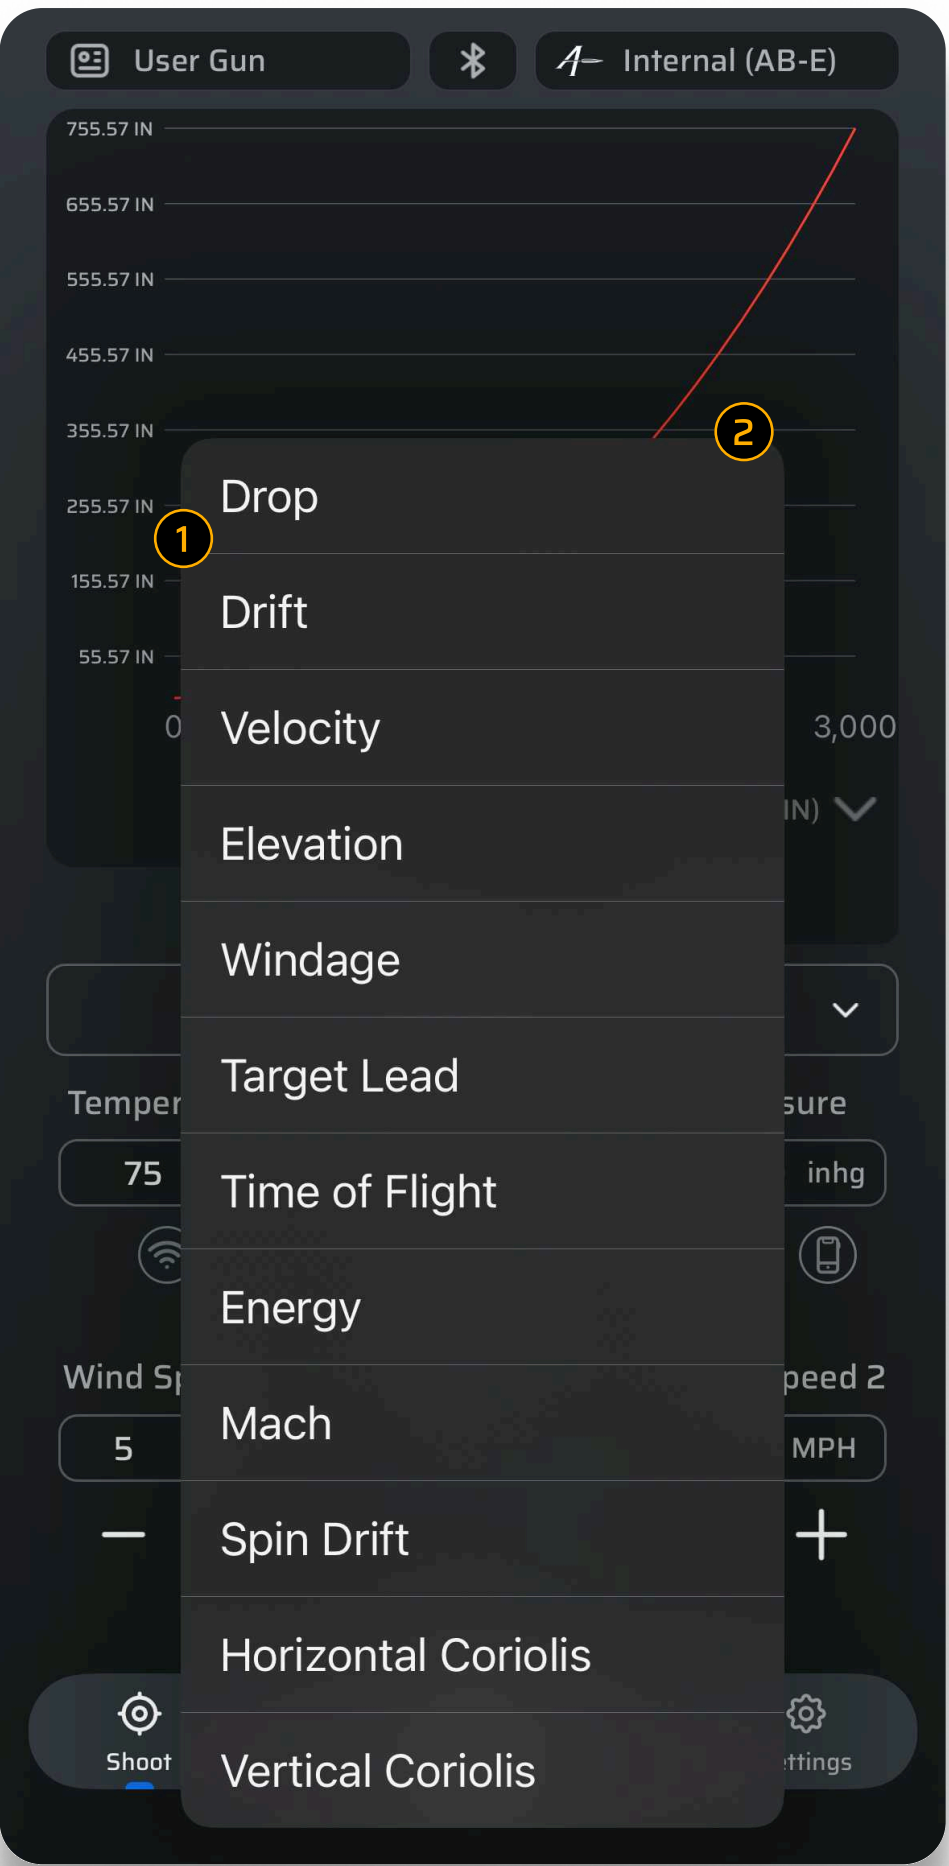 User Gun
Internal (AB-E)
755.57 IN
655.57 IN
555.57 IN
455.57 IN
355.57 IN
2
Drop
255.57 IN
1
155.57 IN
Drift
55.57 IN
Velocity
0
3,000
IN)
Elevation
Windage
Target Lead
Temper
sure
75
Time of Flight
inhg
Energy
Wind Sp
peed 2
Mach
5
MPH
Spin Drift
Horizontal Coriolis
Shoot
Vertical Coriolis
ettings